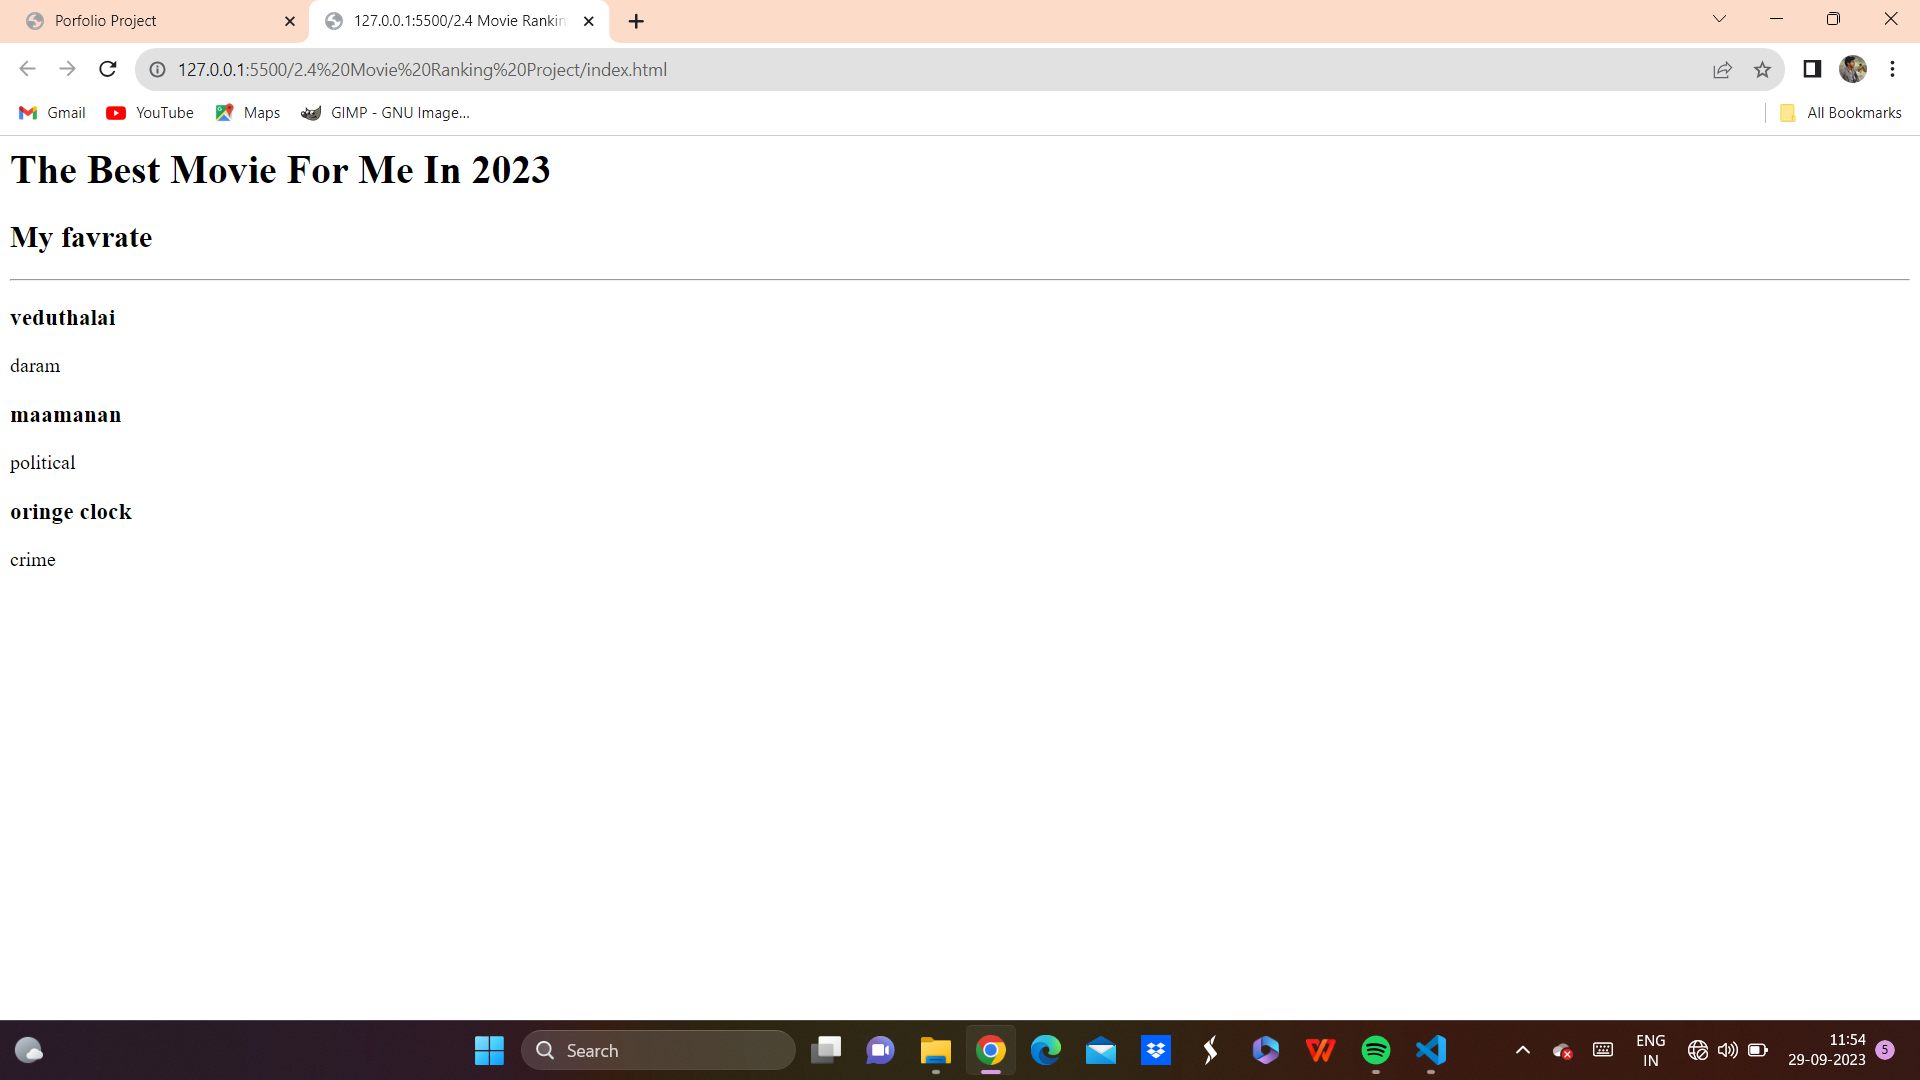 Porfolio Project
127.0.0.1:5500/2.4 Movie Rankin
127.0.0.1:5500/2.4%20Movie%20Ranking%20Project/index.html
Gmail YouTube Maps GIMP - GNU Image... All Bookmarks
The Best Movie For Me In 2023
My favrate
veduthalai
daram
maamanan
political
oringe clock
crime
Search
ENG
IN
11:54
29-09-2023
5